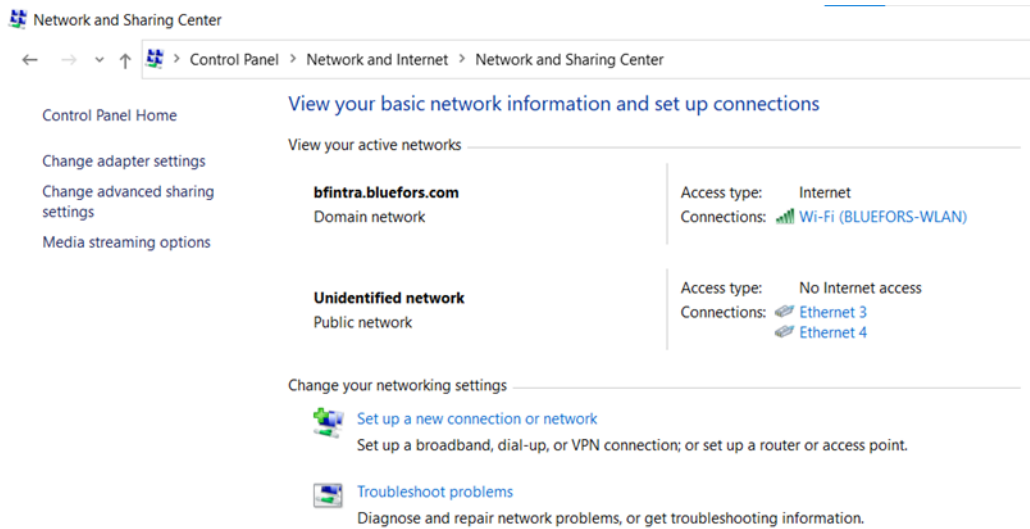 Network and Sharing Center
Control Panel > Network and Internet > Network and Sharing Center
Control Panel Home
Change adapter settings
Change advanced sharing
settings
Media streaming options
View your basic network information and set up connections
View your active networks
bfintra.bluefors.com
Domain network
Access type: Internet
Connections: Wi-Fi (BLUEFORS-WLAN)
Unidentified network
Public network
Access type: No Internet access
Connections: Ethernet 3
Ethernet 4
Change your networking settings
Set up a new connection or network
Set up a broadband, dial-up, or VPN connection; or set up a router or access point.
Troubleshoot problems
Diagnose and repair network problems, or get troubleshooting information.